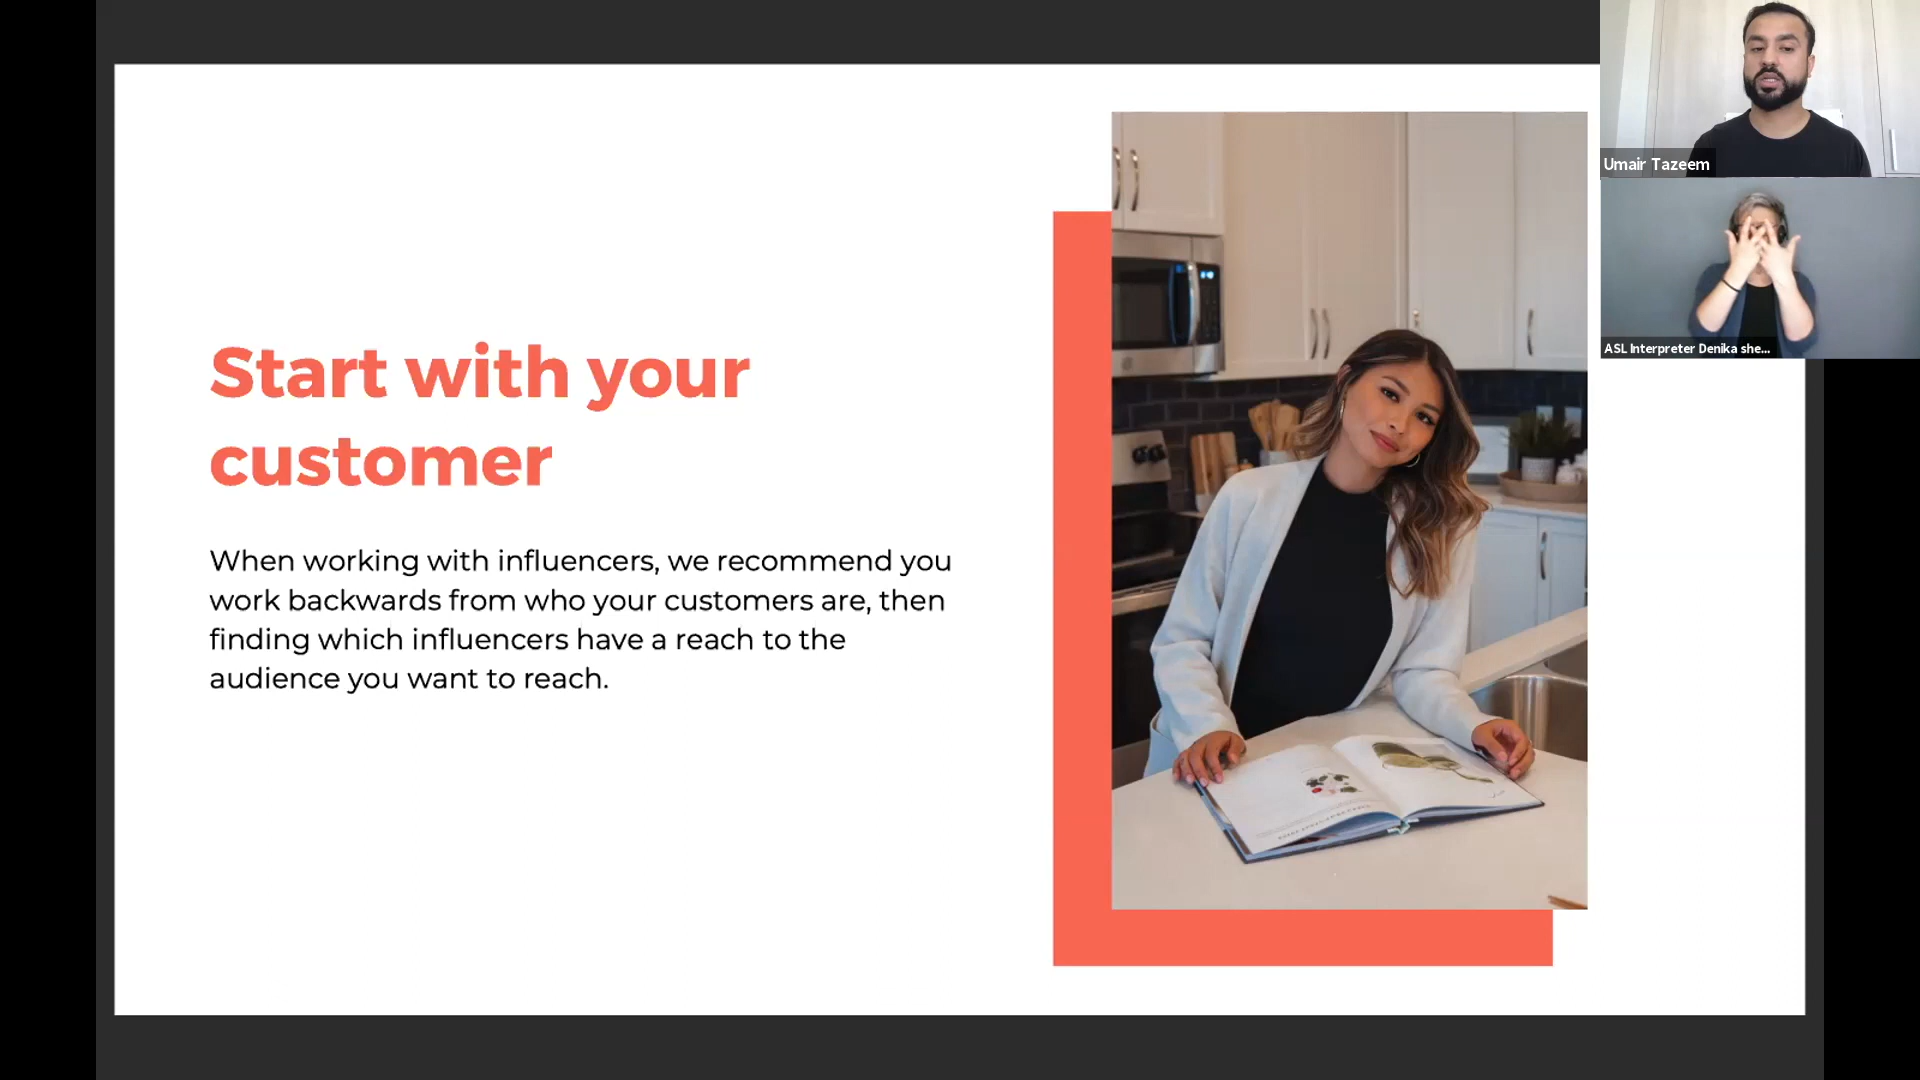 Start with your
customer
When working with influencers, we recommend you
work backwards from who your customers are, then
finding which influencers have a reach to the
audience you want to reach.
Umair Tazeem
ASL Interpreter Denika she...